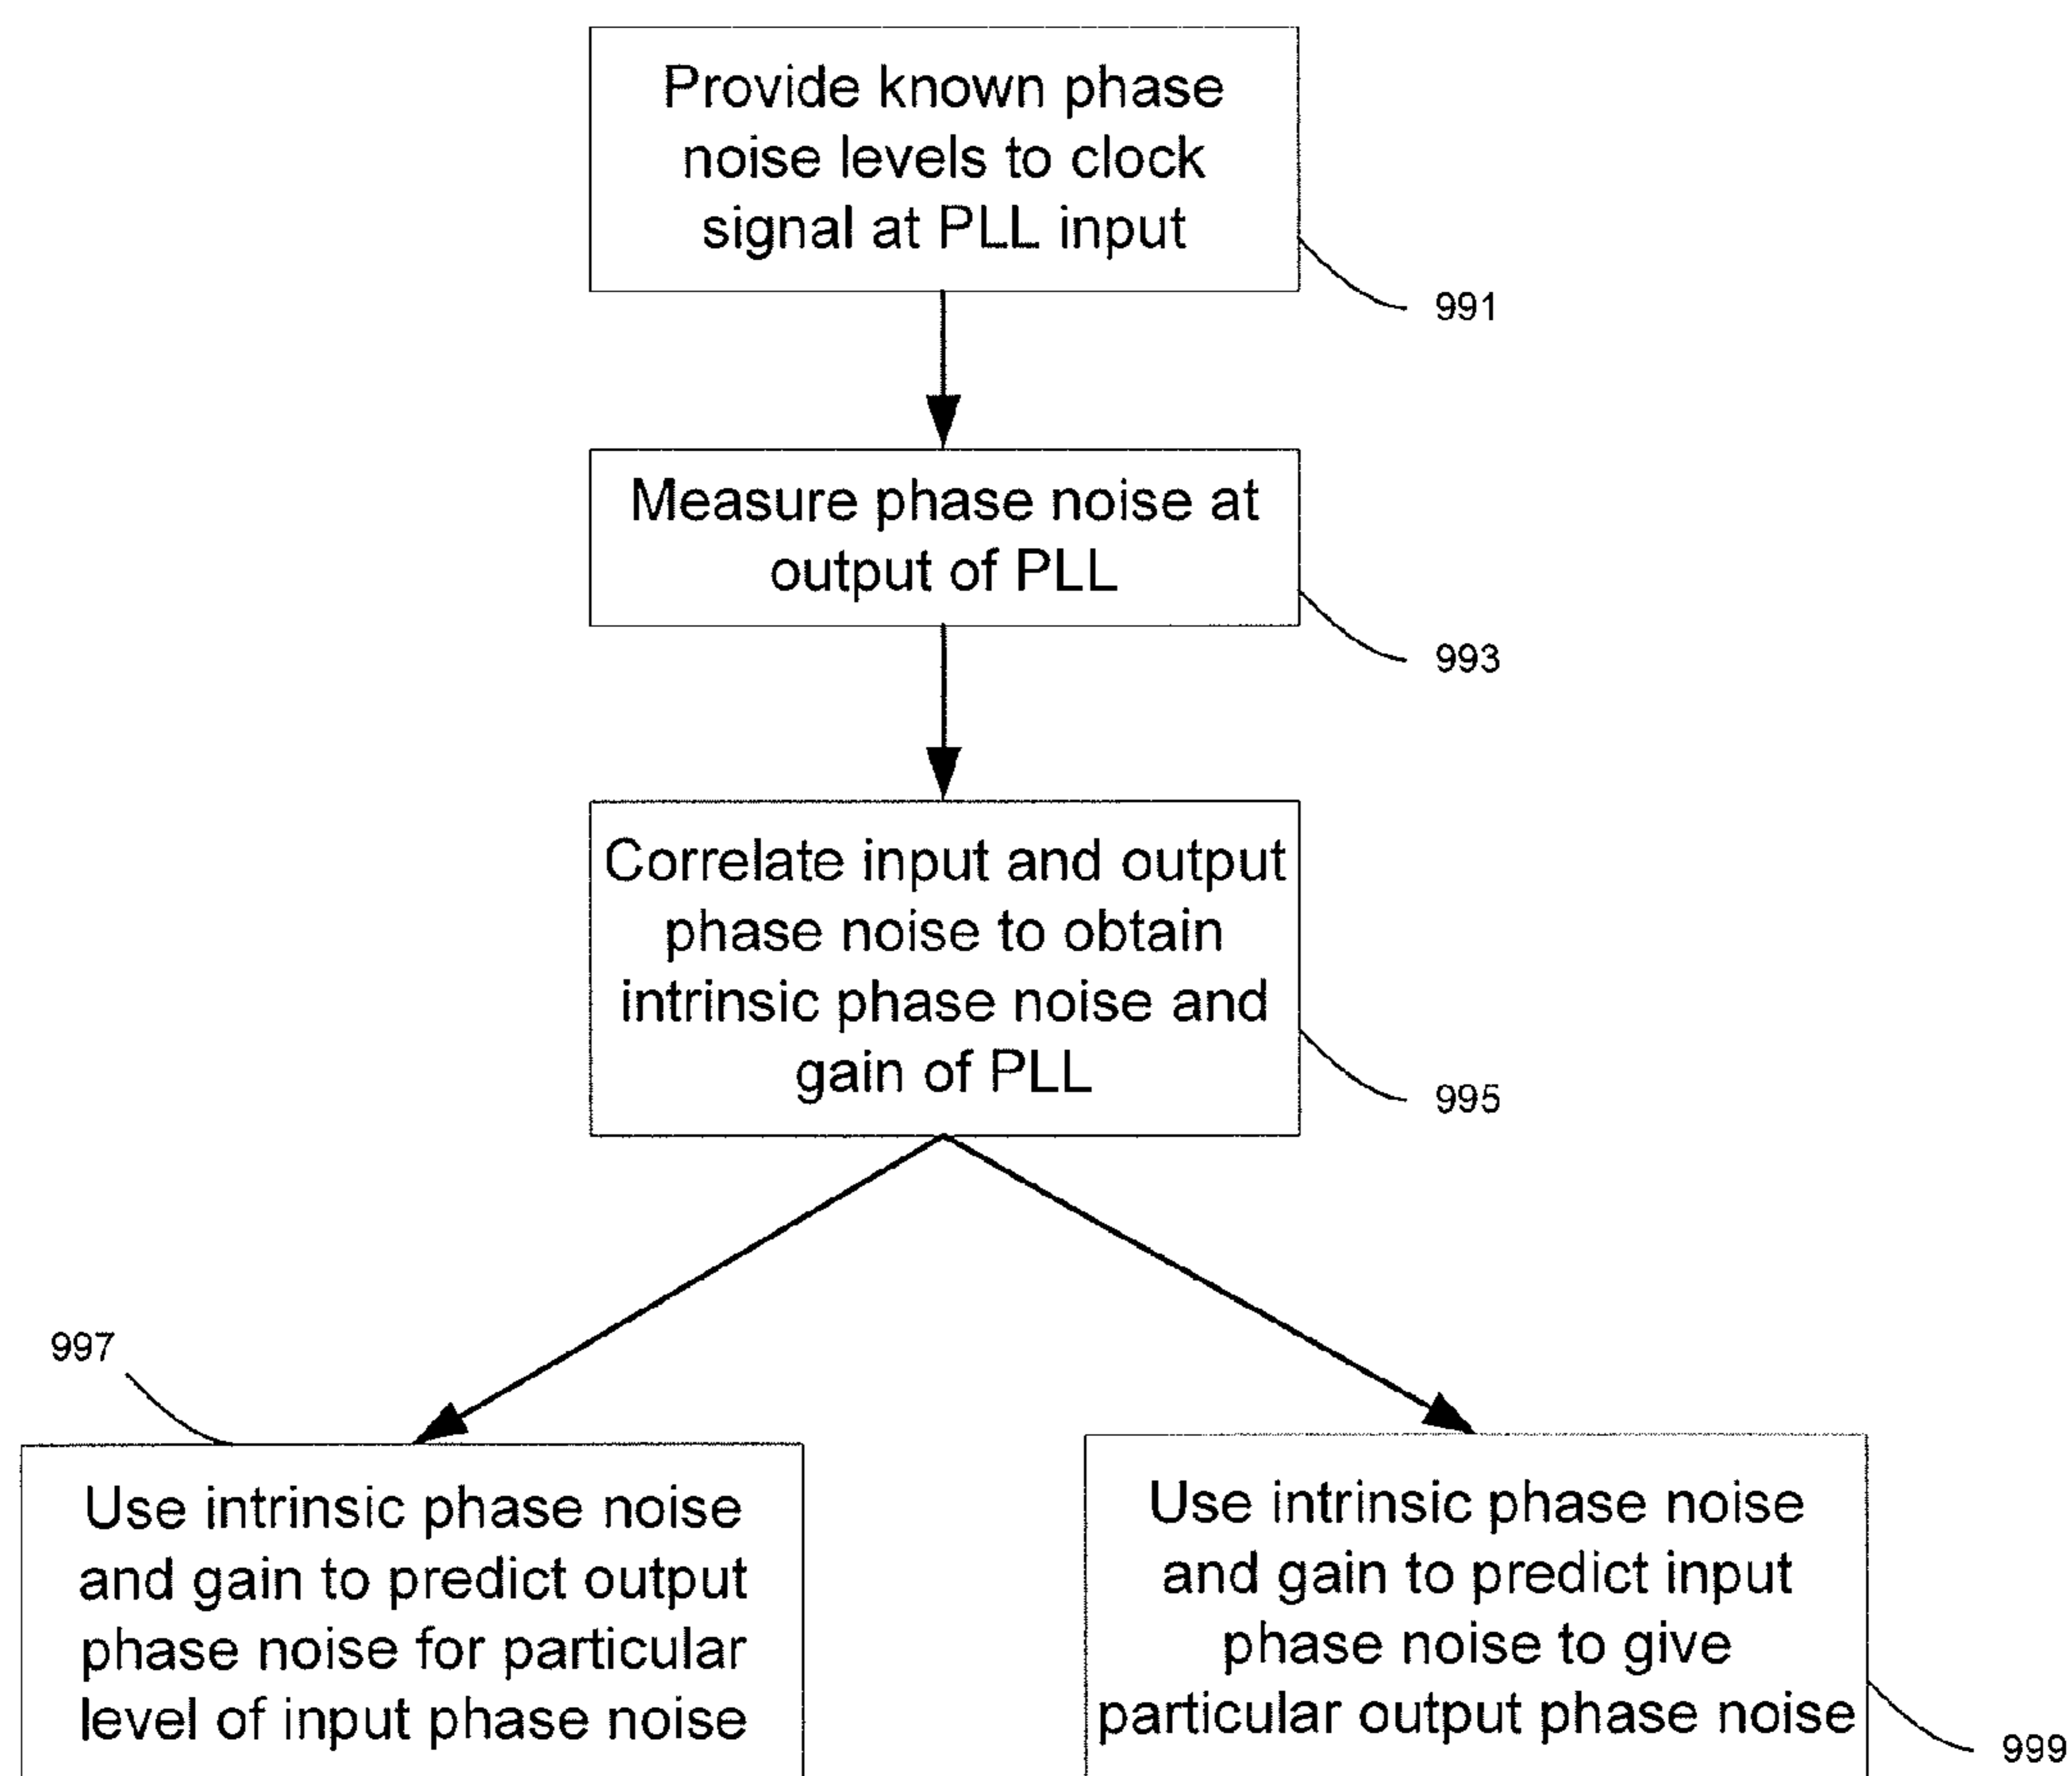 Provide known phase
noise levels to clock
signal at PLL input
991
Measure phase noise at
output of PLL
993
Correlate input and output
phase noise to obtain
intrinsic phase noise and
gain of PLL
995
997
Use intrinsic phase noise
and gain to predict output
phase noise for particular
level of input phase noise
Use intrinsic phase noise
and gain to predict input
phase noise to give
particular output phase noise
999